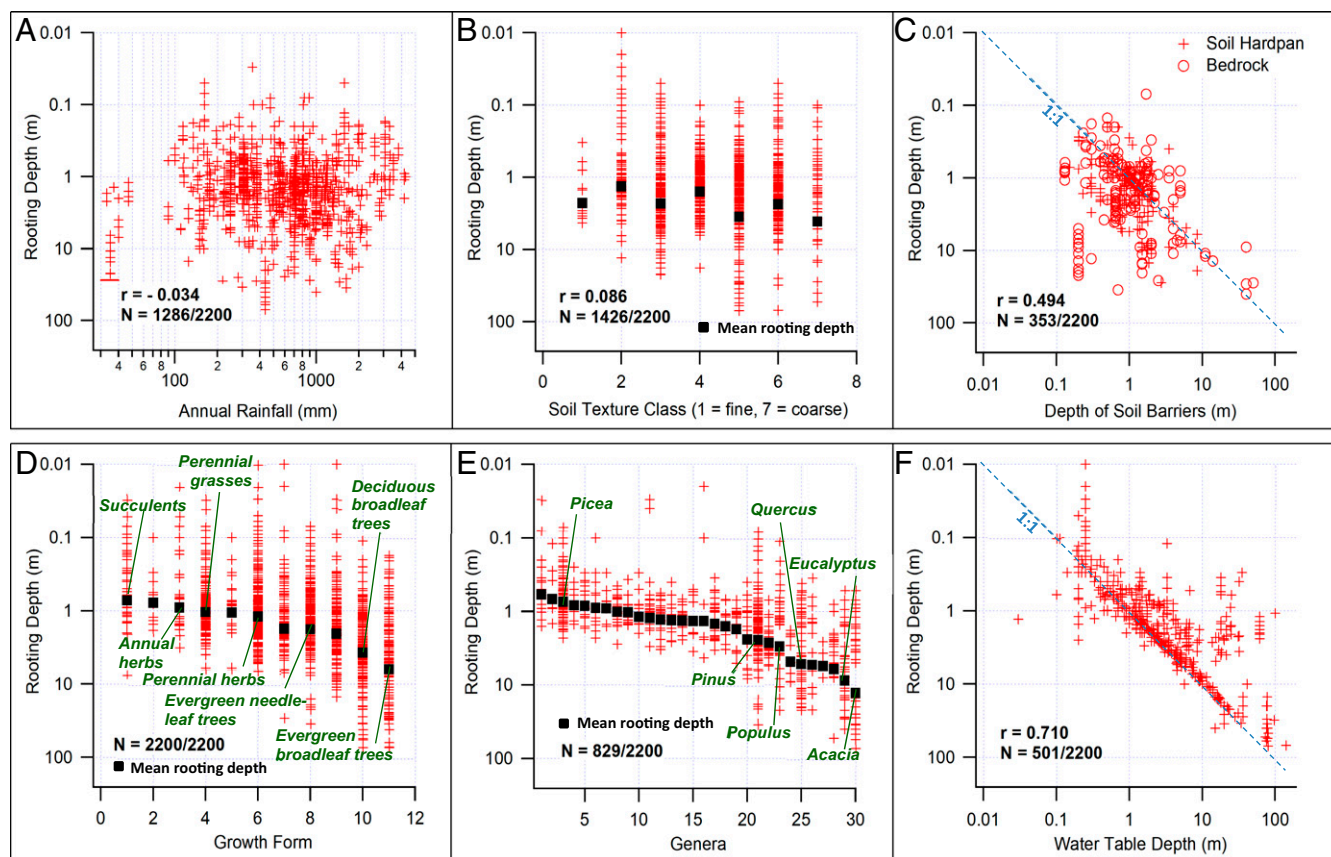 A
0.01
0.1
1
10
100
Rooting Depth (m)
r = - 0.034
N = 1286/2200
4 6 8 100 2 4 6 8 1000 2 4
Annual Rainfall (mm)
B
0.01
0.1
1
10
100
Rooting Depth (m)
r = 0.086
N = 1426/2200
Mean rooting depth
0 2 4 6 8
Soil Texture Class (1 = fine, 7 = coarse)
C
Soil Hardpan
Bedrock
1:1
0.01
0.1
1
10
100
Rooting Depth (m)
r = 0.494
N = 353/2200
0.01 0.1 1 10 100
Depth of Soil Barriers (m)
D
0.01
0.1
1
10
100
Rooting Depth (m)
Succulents
Perennial
grasses
Deciduous
broadleaf
trees
Annual
herbs
Perennial herbs
Evergreen needle-
leaf trees
Evergreen
broadleaf trees
N = 2200/2200
Mean rooting depth
0 2 4 6 8 10 12
Growth Form
E
0.01
0.1
1
10
100
Rooting Depth (m)
Picea
Quercus
Eucalyptus
Pinus
Populus
Acacia
Mean rooting depth
N = 829/2200
5 10 15 20 25 30
Genera
F
1:1
0.01
0.1
1
10
100
Rooting Depth (m)
r = 0.710
N = 501/2200
0.01 0.1 1 10 100
Water Table Depth (m)